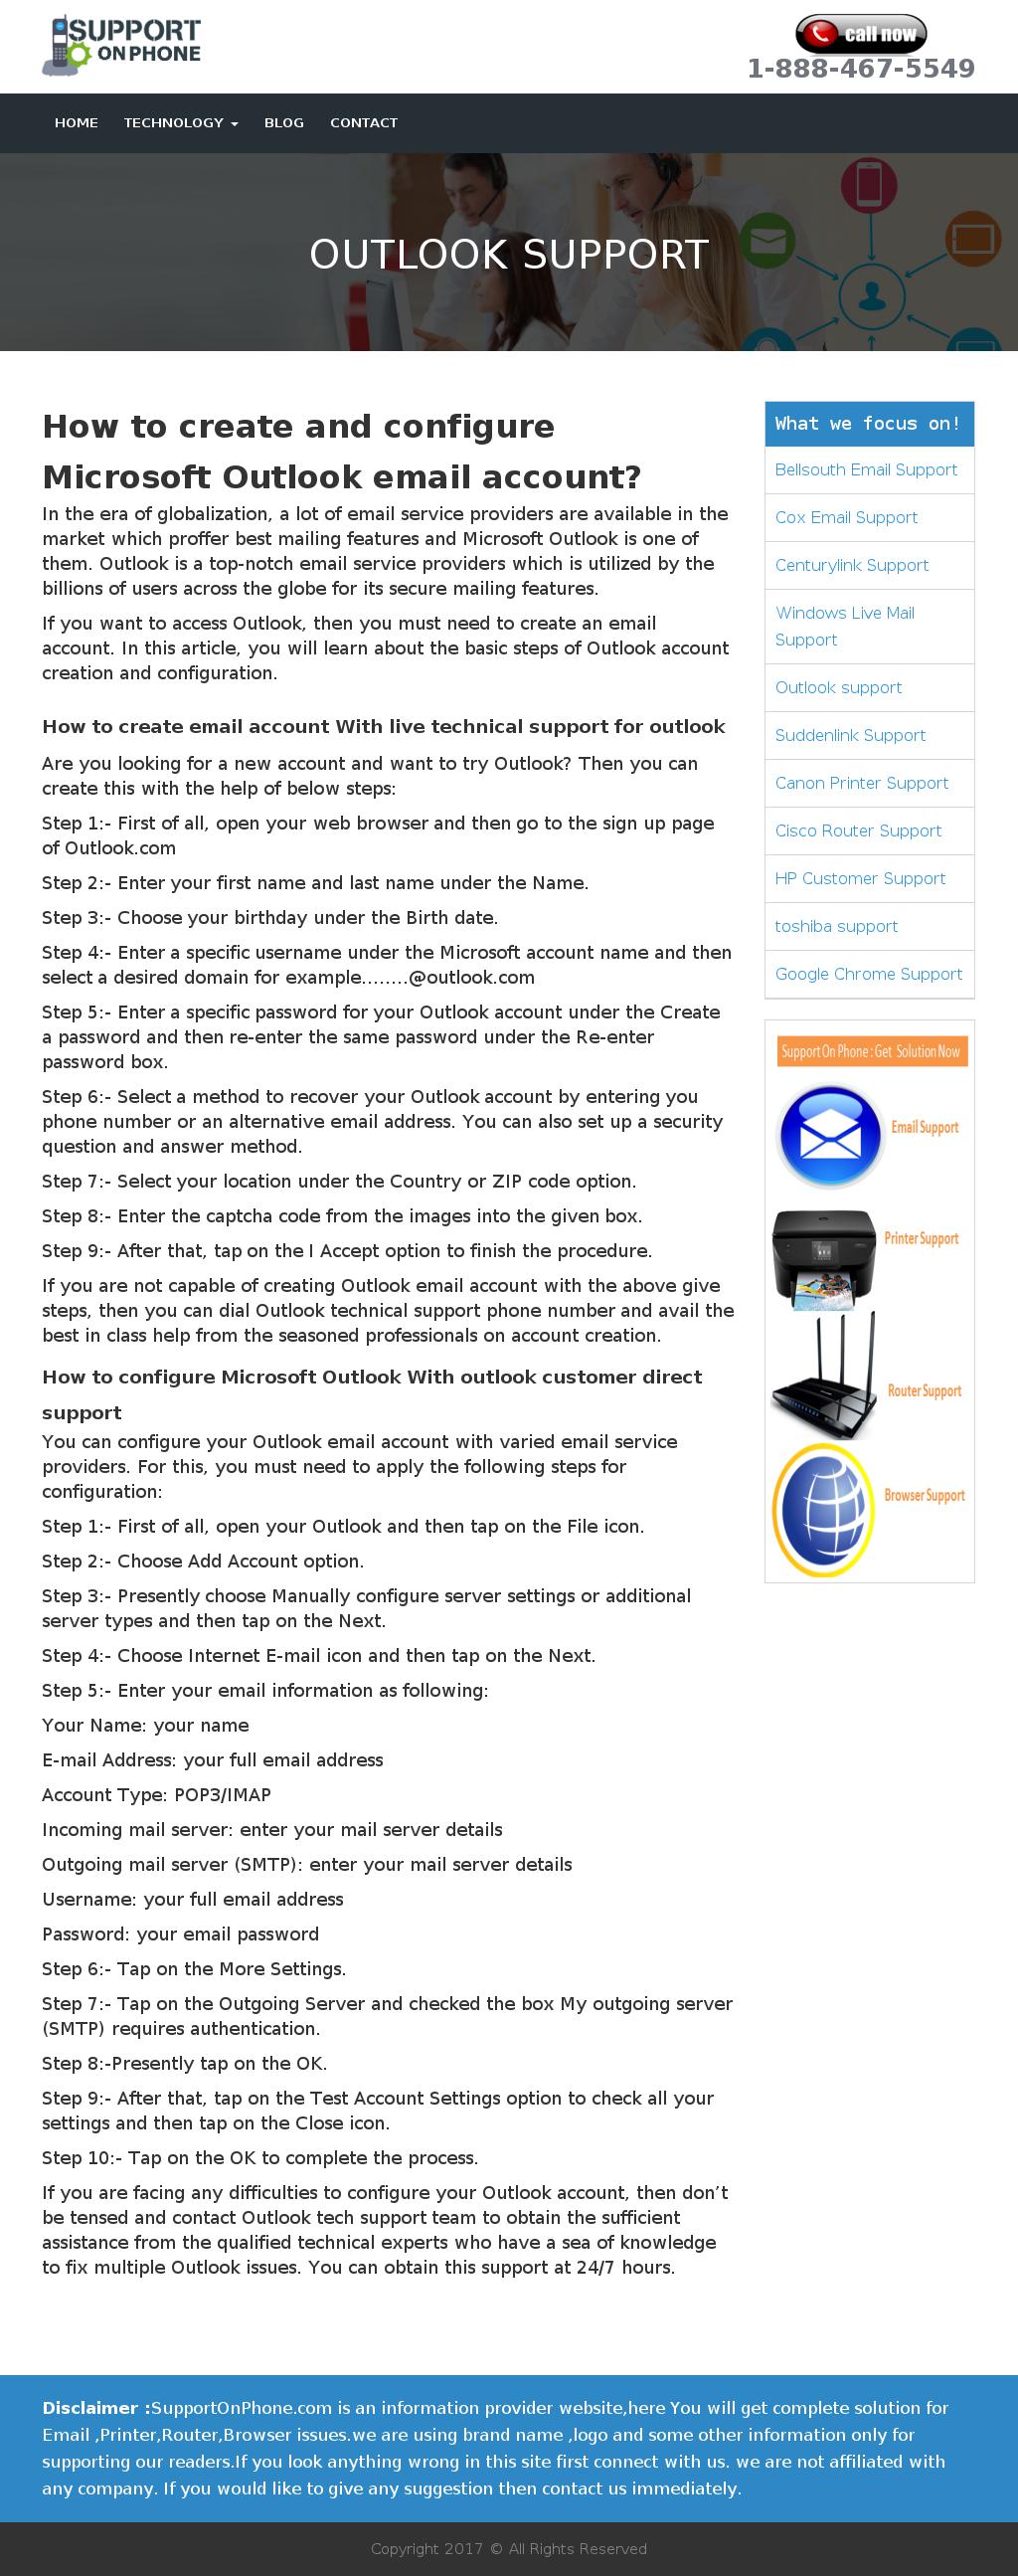 SUPPORT
ON PHONE
call now
1-888-467-5549
HOME TECHNOLOGY BLOG CONTACT
OUTLOOK SUPPORT
How to create and configure
Microsoft Outlook email account?
In the era of globalization, a lot of email service providers are available in the
market which proffer best mailing features and Microsoft Outlook is one of
them. Outlook is a top-notch email service providers which is utilized by the
billions of users across the globe for its secure mailing features.
If you want to access Outlook, then you must need to create an email
account. In this article, you will learn about the basic steps of Outlook account
creation and configuration.
How to create email account With live technical support for outlook
Are you looking for a new account and want to try Outlook? Then you can
create this with the help of below steps:
Step 1:- First of all, open your web browser and then go to the sign up page
of Outlook.com
Step 2:- Enter your first name and last name under the Name.
Step 3:- Choose your birthday under the Birth date.
Step 4:- Enter a specific username under the Microsoft account name and then
select a desired domain for example........@outlook.com
Step 5:- Enter a specific password for your Outlook account under the Create
a password and then re-enter the same password under the Re-enter
password box.
Step 6:- Select a method to recover your Outlook account by entering you
phone number or an alternative email address. You can also set up a security
question and answer method.
Step 7:- Select your location under the Country or ZIP code option.
Step 8:- Enter the captcha code from the images into the given box.
Step 9:- After that, tap on the I Accept option to finish the procedure.
If you are not capable of creating Outlook email account with the above give
steps, then you can dial Outlook technical support phone number and avail the
best in class help from the seasoned professionals on account creation.
How to configure Microsoft Outlook With outlook customer direct
support
You can configure your Outlook email account with varied email service
providers. For this, you must need to apply the following steps for
configuration:
Step 1:- First of all, open your Outlook and then tap on the File icon.
Step 2:- Choose Add Account option.
Step 3:- Presently choose Manually configure server settings or additional
server types and then tap on the Next.
Step 4:- Choose Internet E-mail icon and then tap on the Next.
Step 5:- Enter your email information as following:
Your Name: your name
E-mail Address: your full email address
Account Type: POP3/IMAP
Incoming mail server: enter your mail server details
Outgoing mail server (SMTP): enter your mail server details
Username: your full email address
Password: your email password
Step 6:- Tap on the More Settings.
Step 7:- Tap on the Outgoing Server and checked the box My outgoing server
(SMTP) requires authentication.
Step 8:-Presently tap on the OK.
Step 9:- After that, tap on the Test Account Settings option to check all your
settings and then tap on the Close icon.
Step 10:- Tap on the OK to complete the process.
If you are facing any difficulties to configure your Outlook account, then don’t
be tensed and contact Outlook tech support team to obtain the sufficient
assistance from the qualified technical experts who have a sea of knowledge
to fix multiple Outlook issues. You can obtain this support at 24/7 hours.
What we focus on!
Bellsouth Email Support
Cox Email Support
Centurylink Support
Windows Live Mail
Support
Outlook support
Suddenlink Support
Canon Printer Support
Cisco Router Support
HP Customer Support
toshiba support
Google Chrome Support
Support On Phone : Get Solution Now
Email Support
Printer Support
Router Support
Browser Support
Disclaimer :SupportOnPhone.com is an information provider website,here You will get complete solution for
Email ,Printer,Router,Browser issues.we are using brand name ,logo and some other information only for
supporting our readers.If you look anything wrong in this site first connect with us. we are not affiliated with
any company. If you would like to give any suggestion then contact us immediately.
Copyright 2017 © All Rights Reserved